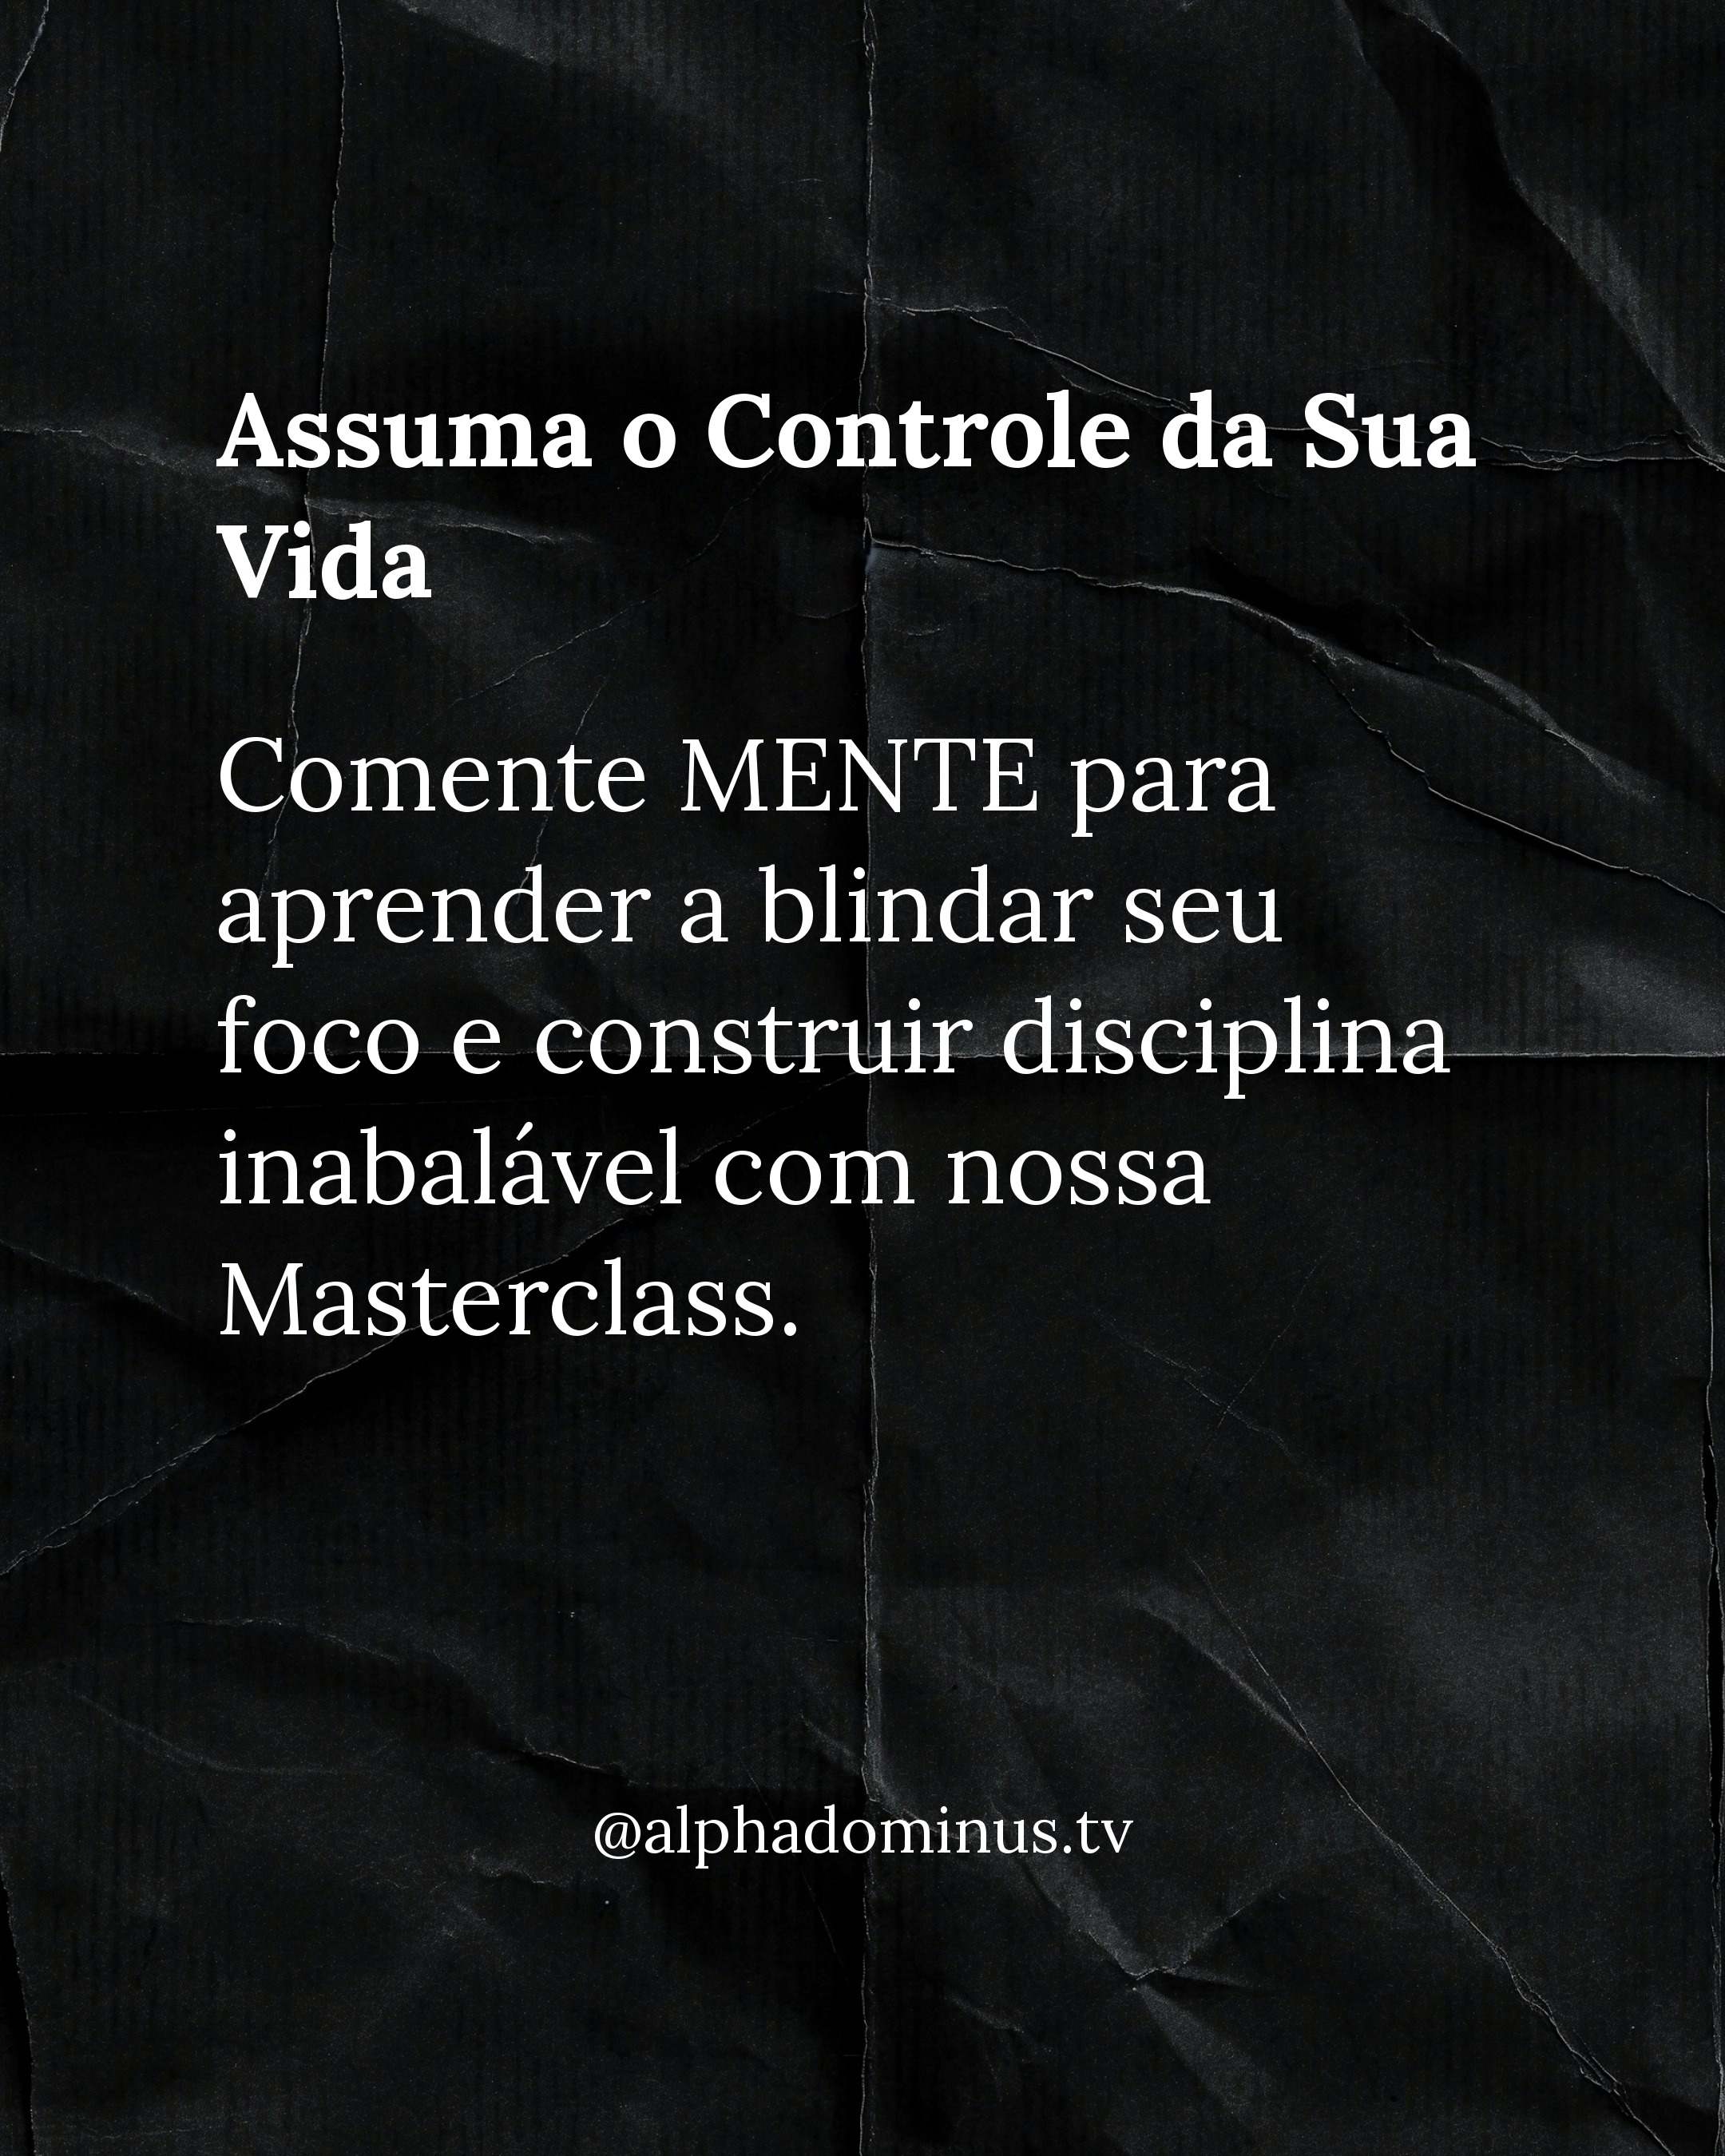 Assuma o Controle da Sua
Vida
Comente MENTE para
aprender a blindar seu
foco e construir disciplina
inabalável com nossa
Masterclass.
@alphadominus.tv